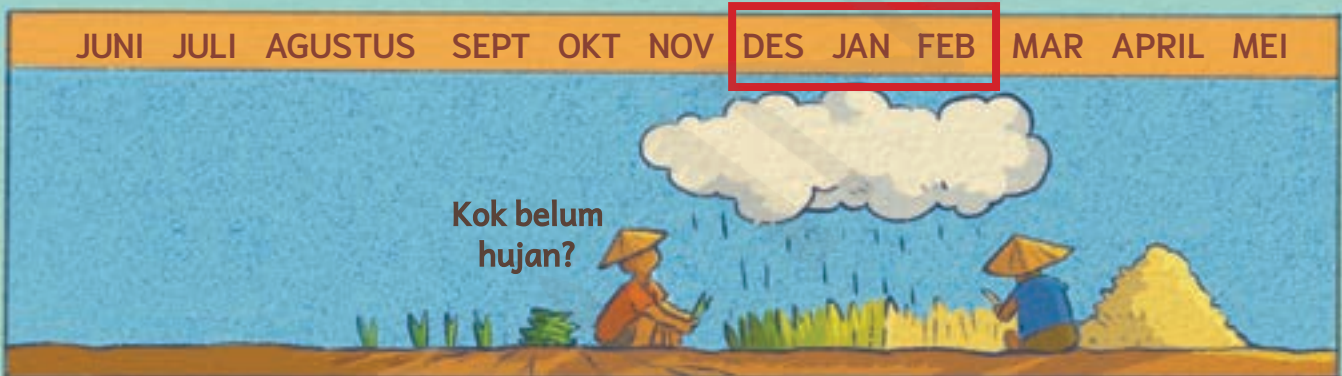 JUNI JULI AGUSTUS SEPT OKT NOV DES JAN FEB MAR APRIL MEI
Kok belum
hujan?